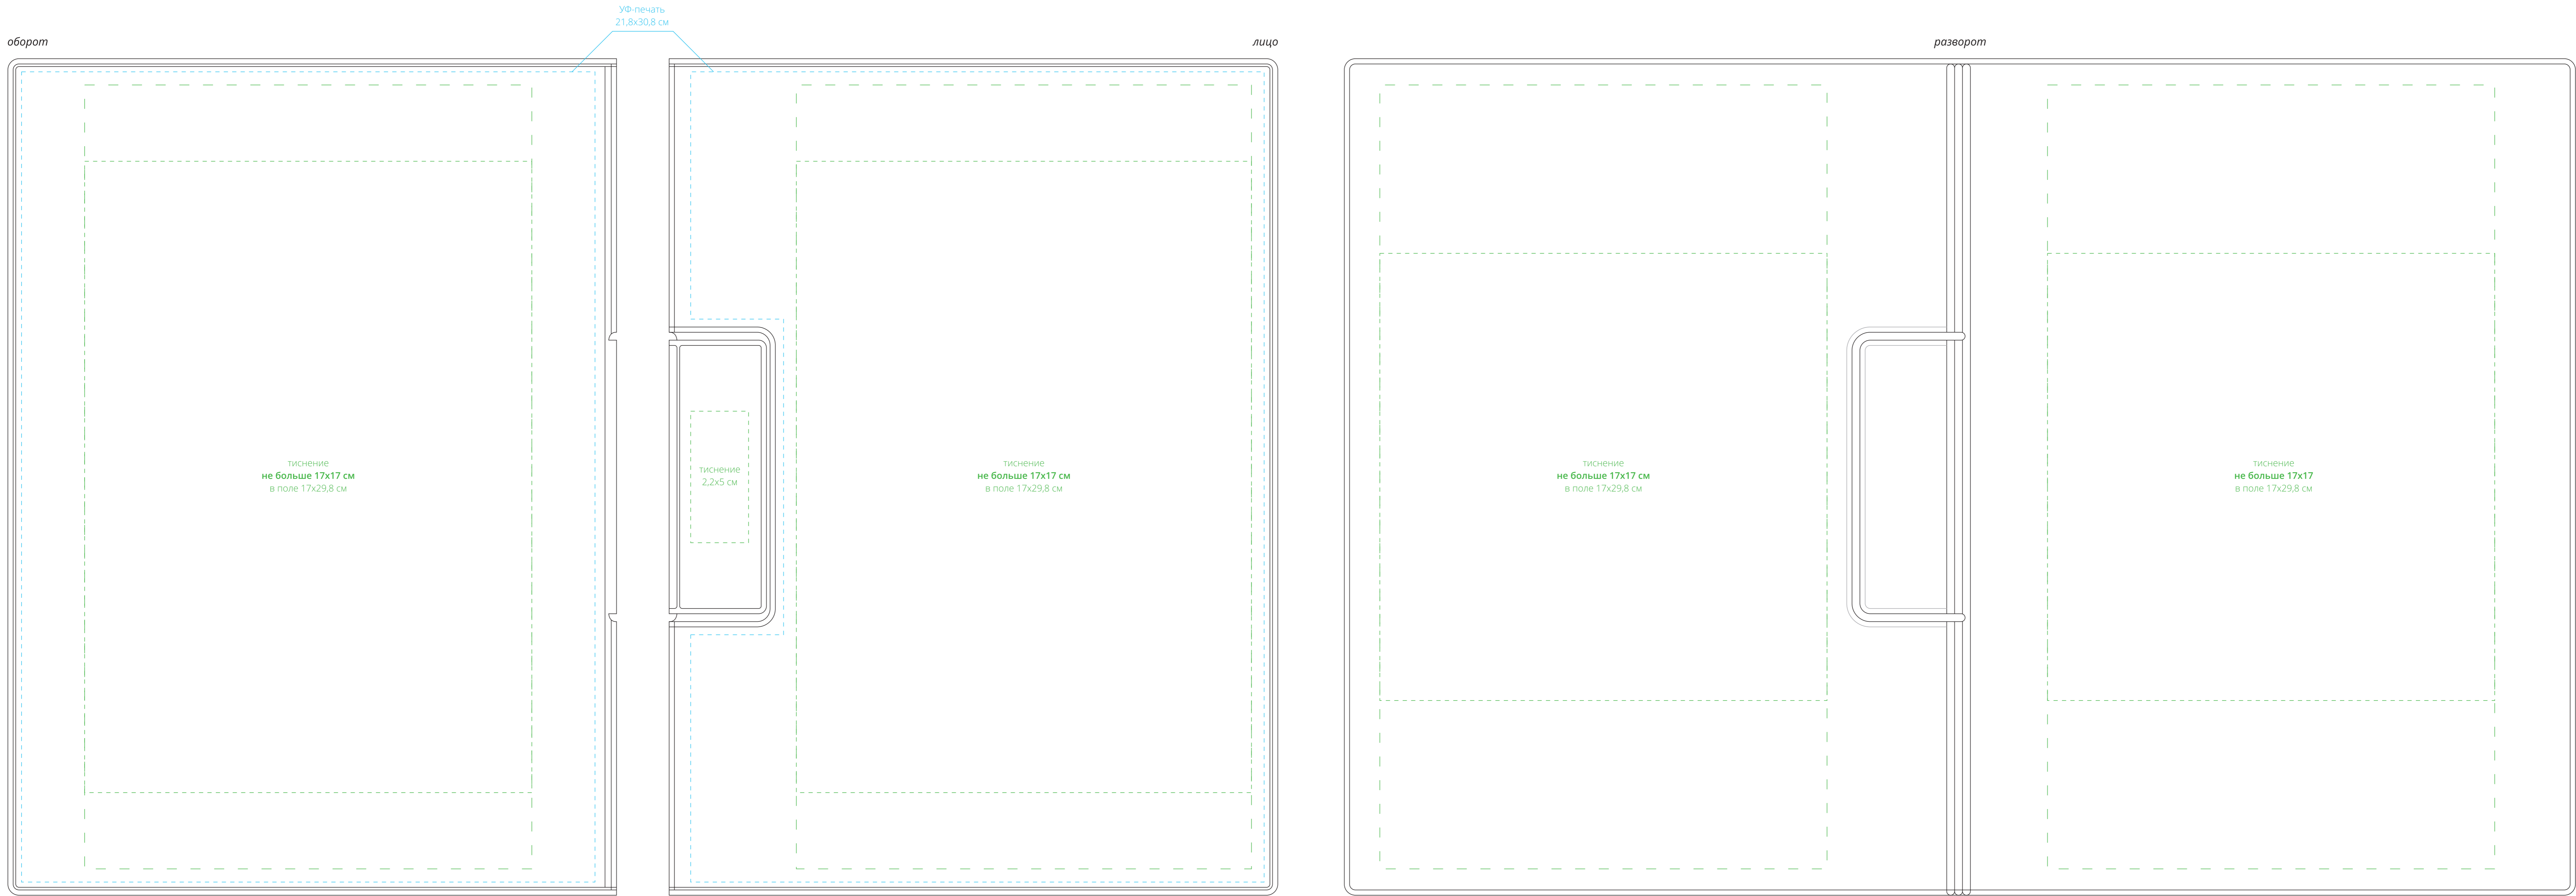 УФ-печать
21,8х30,8 см
оборот
лицо
разворот
тиснение
не больше 17х17 см
в поле 17х29,8 см
тиснение
2,2х5 см
тиснение
не больше 17х17 см
в поле 17х29,8 см
тиснение
не больше 17х17 см
в поле 17х29,8 см
тиснение
не больше 17х17
в поле 17х29,8 см